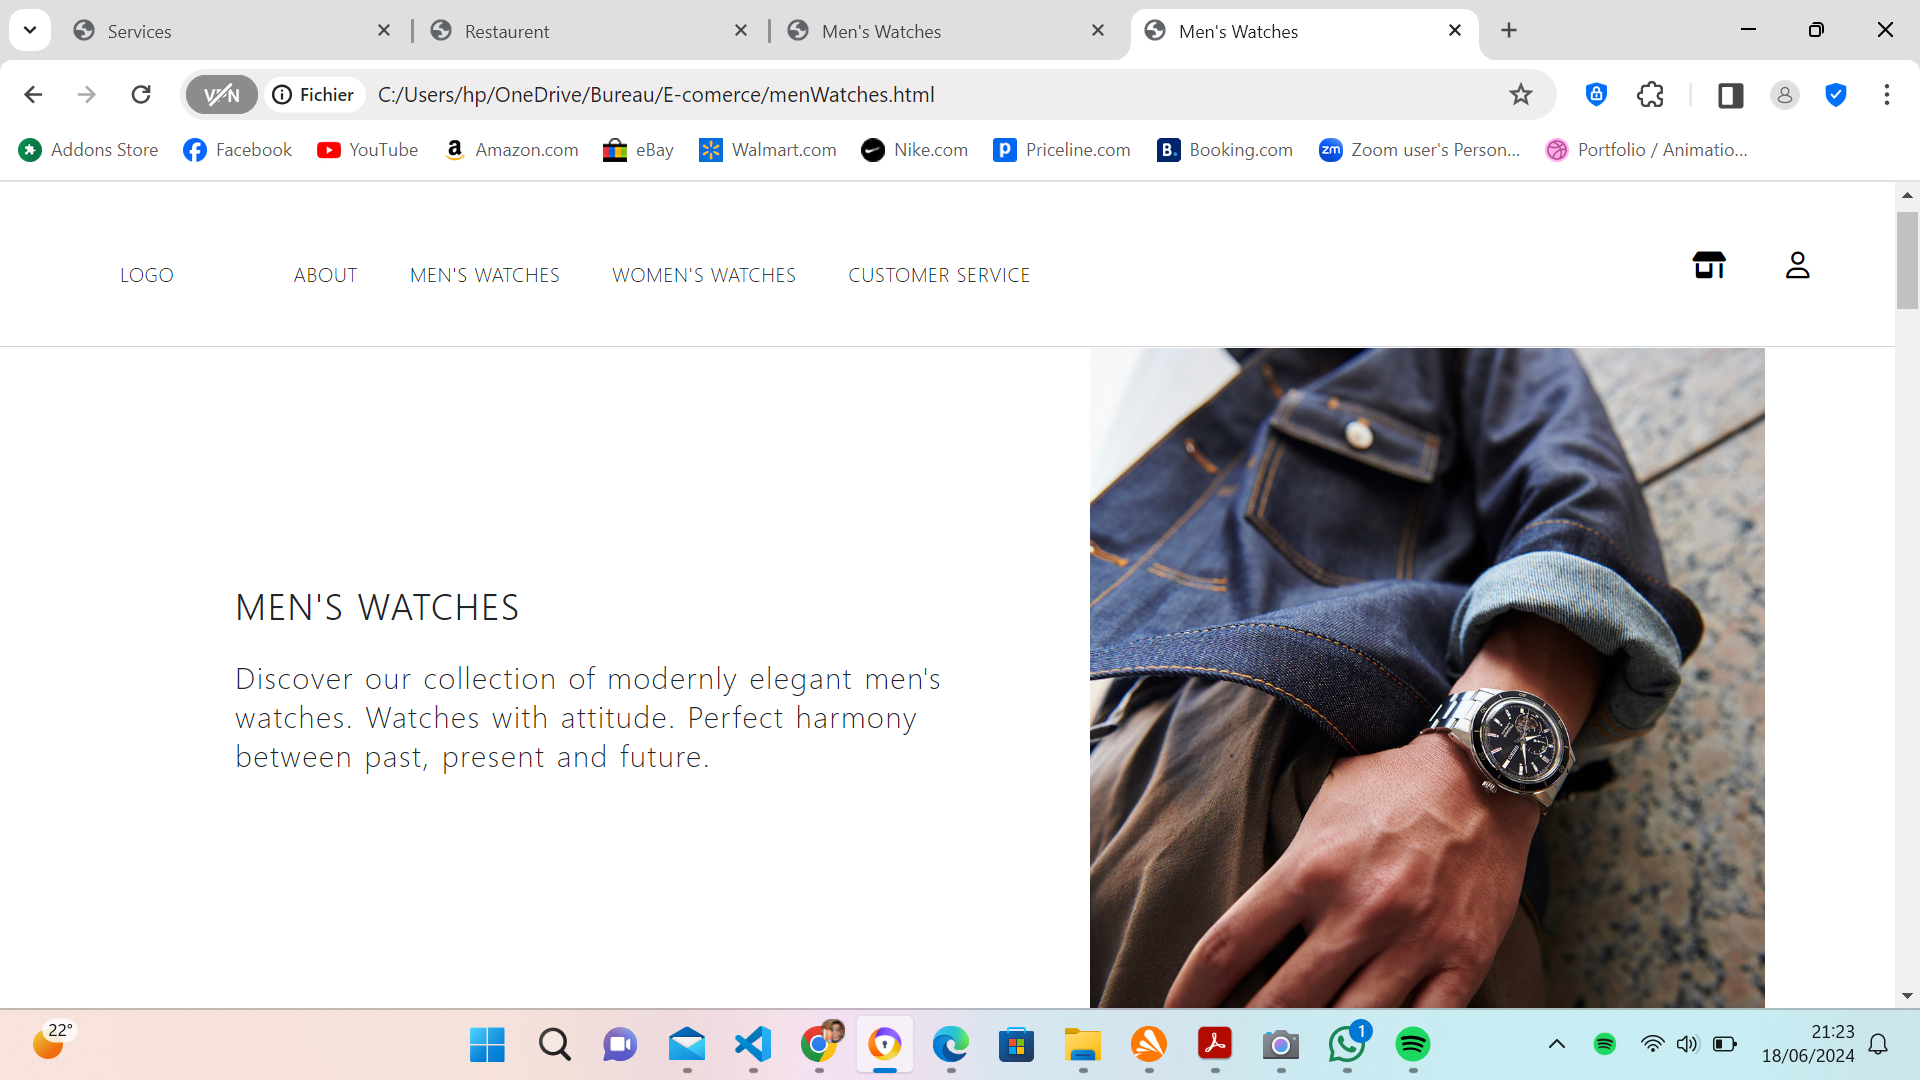 Services
Restaurent
Men's Watches
Men's Watches
VPN
Fichier
C:/Users/hp/OneDrive/Bureau/E-comerce/menWatches.html
Addons Store
Facebook
YouTube
Amazon.com
eBay
Walmart.com
Nike.com
Priceline.com
B. Booking.com
zm Zoom user's Person...
Portfolio / Animatio...
LOGO
ABOUT
MEN'S WATCHES
WOMEN'S WATCHES
CUSTOMER SERVICE
MEN'S WATCHES
Discover our collection of modernly elegant men's
watches. Watches with attitude. Perfect harmony
between past, present and future.
22°
1
21:23
18/06/2024